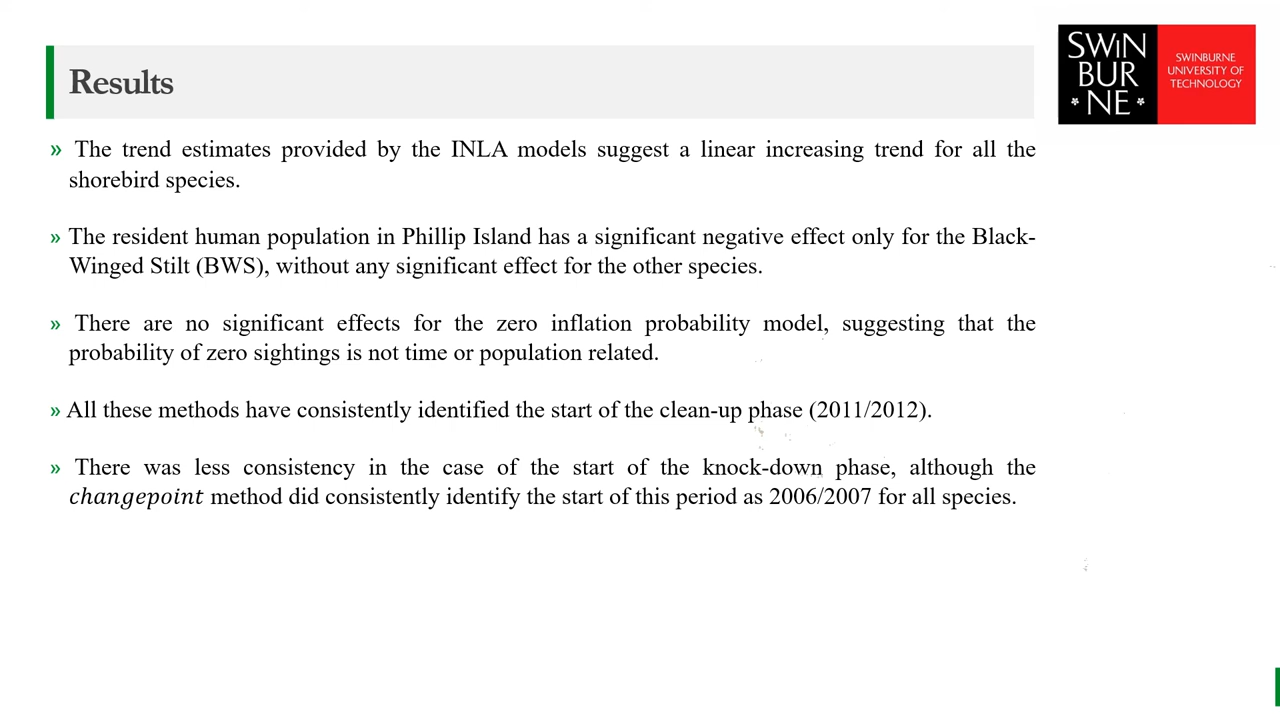 Results
SWIN
BUR
NE
SWINBURNE
UNIVERSITY OF
TECHNOLOGY
» The trend estimates provided by the INLA models suggest a linear increasing trend for all the
shorebird species.
» The resident human population in Phillip Island has a significant negative effect only for the Black-
Winged Stilt (BWS), without any significant effect for the other species.
» There are no significant effects for the zero inflation probability model, suggesting that the
probability of zero sightings is not time or population related.
» All these methods have consistently identified the start of the clean-up phase (2011/2012).
» There was less consistency in the case of the start of the knock-down phase, although the
changepoint method did consistently identify the start of this period as 2006/2007 for all species.